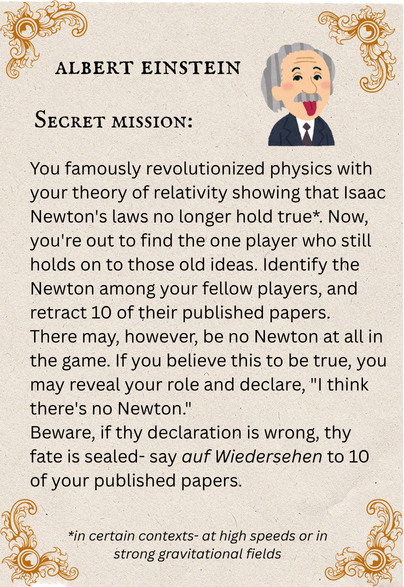 ALBERT EINSTEIN
SECRET MISSION:
You famously revolutionized physics with
your theory of relativity showing that Isaac
Newton's laws no longer hold true*. Now,
you're out to find the one player who still
holds on to those old ideas. Identify the
Newton among your fellow players, and
retract 10 of their published papers.
There may, however, be no Newton at all in
the game. If you believe this to be true, you
may reveal your role and declare, "I think
there's no Newton."
Beware, if thy declaration is wrong, thy
fate is sealed- say auf Wiedersehen to 10
of your published papers.
*in certain contexts- at high speeds or in
strong gravitational fields